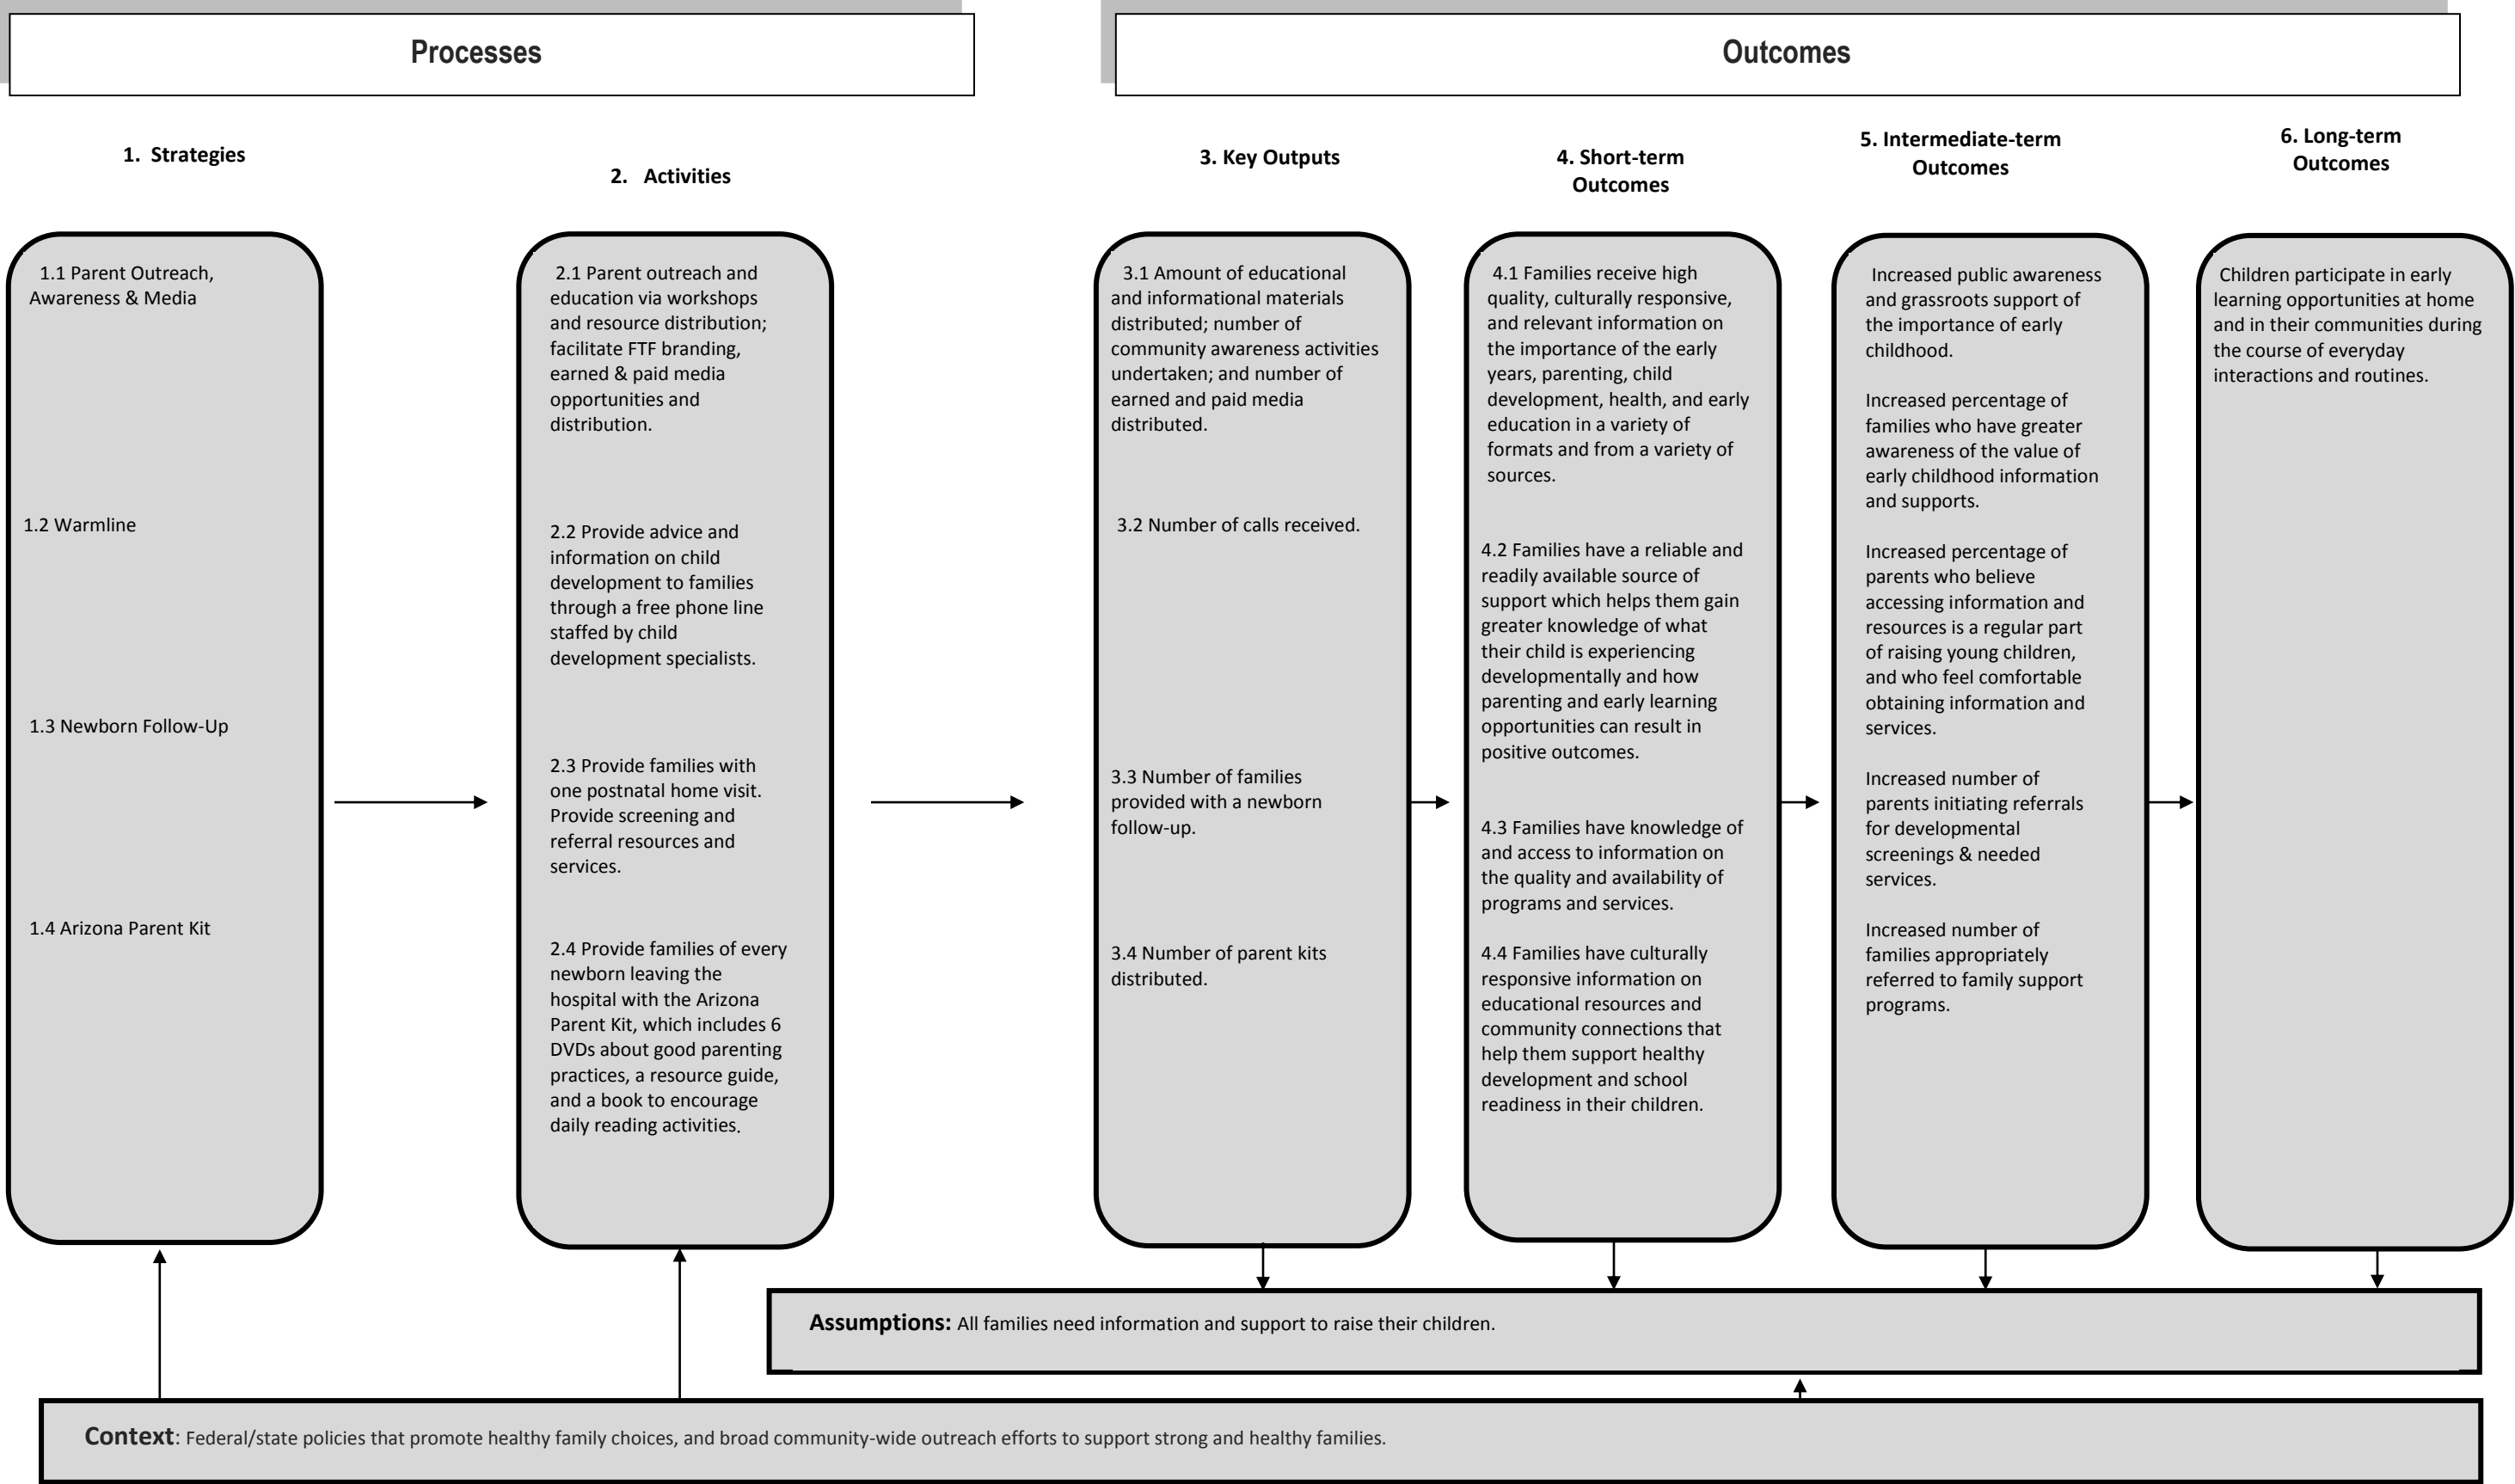 Processes
Outcomes
1. Strategies
2. Activities
3. Key Outputs
4. Short-term
Outcomes
5. Intermediate-term
Outcomes
6. Long-term
Outcomes
1.1 Parent Outreach,
Awareness & Media
1.2 Warmline
1.3 Newborn Follow-Up
1.4 Arizona Parent Kit
2.1 Parent outreach and
education via workshops
and resource distribution;
facilitate FTF branding,
earned & paid media
opportunities and
distribution.
2.2 Provide advice and
information on child
development to families
through a free phone line
staffed by child
development specialists.
2.3 Provide families with
one postnatal home visit.
Provide screening and
referral resources and
services.
2.4 Provide families of every
newborn leaving the
hospital with the Arizona
Parent Kit, which includes 6
DVDs about good parenting
practices, a resource guide,
and a book to encourage
daily reading activities.
3.1 Amount of educational
and informational materials
distributed; number of
community awareness activities
undertaken; and number of
earned and paid media
distributed.
3.2 Number of calls received.
3.3 Number of families
provided with a newborn
follow-up.
3.4 Number of parent kits
distributed.
4.1 Families receive high
quality, culturally responsive,
and relevant information on
the importance of the early
years, parenting, child
development, health, and early
education in a variety of
formats and from a variety of
sources.
4.2 Families have a reliable and
readily available source of
support which helps them gain
greater knowledge of what
their child is experiencing
developmentally and how
parenting and early learning
opportunities can result in
positive outcomes.
4.3 Families have knowledge of
and access to information on
the quality and availability of
programs and services.
4.4 Families have culturally
responsive information on
educational resources and
community connections that
help them support healthy
development and school
readiness in their children.
Increased public awareness
and grassroots support of
the importance of early
childhood.
Increased percentage of
families who have greater
awareness of the value of
early childhood information
and supports.
Increased percentage of
parents who believe
accessing information and
resources is a regular part
of raising young children,
and who feel comfortable
obtaining information and
services.
Increased number of
parents initiating referrals
for developmental
screenings & needed
services.
Increased number of
families appropriately
referred to family support
programs.
Children participate in early
learning opportunities at home
and in their communities during
the course of everyday
interactions and routines.
Assumptions: All families need information and support to raise their children.
Context: Federal/state policies that promote healthy family choices, and broad community-wide outreach efforts to support strong and healthy families.